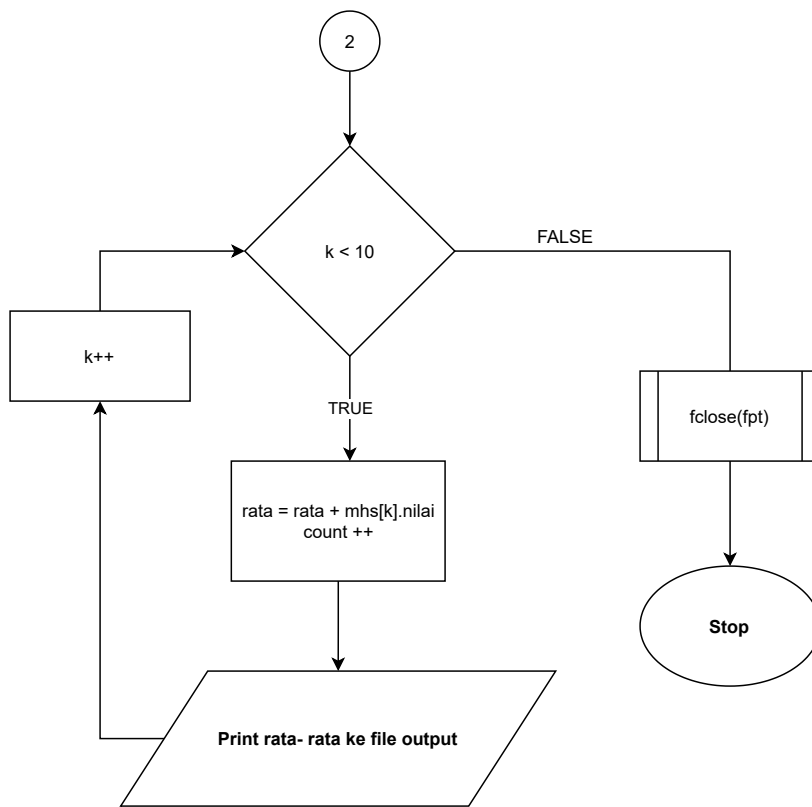 2
k < 10
FALSE
k++
TRUE
fclose(fpt)
rata = rata + mhs[k].nilai
count ++
Stop
Print rata- rata ke file output